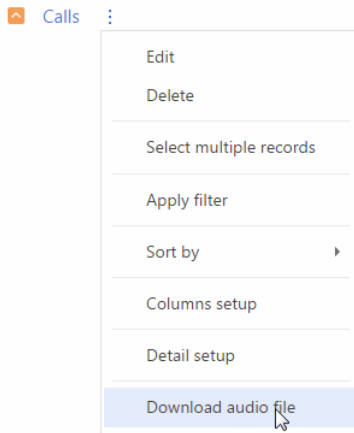 Calls
Edit
Delete
Select multiple records
Apply filter
Sort by
Columns setup
Detail setup
Download audio file